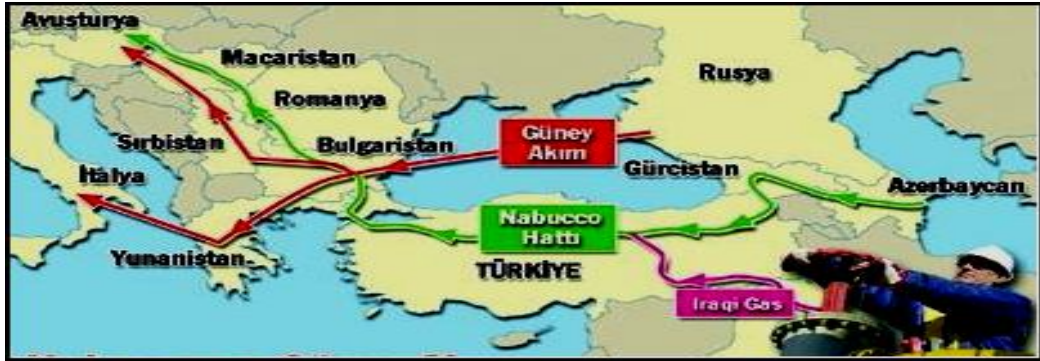 Avusturya
Macaristan
Rusya
Romanya
Güney
Akım
Sırbistan
Bulgaristan
Gürcistan
İtalya
Azerbaycan
Nabucco
Hattı
Yunanistan
TÜRKİYE
Iraqi Gas